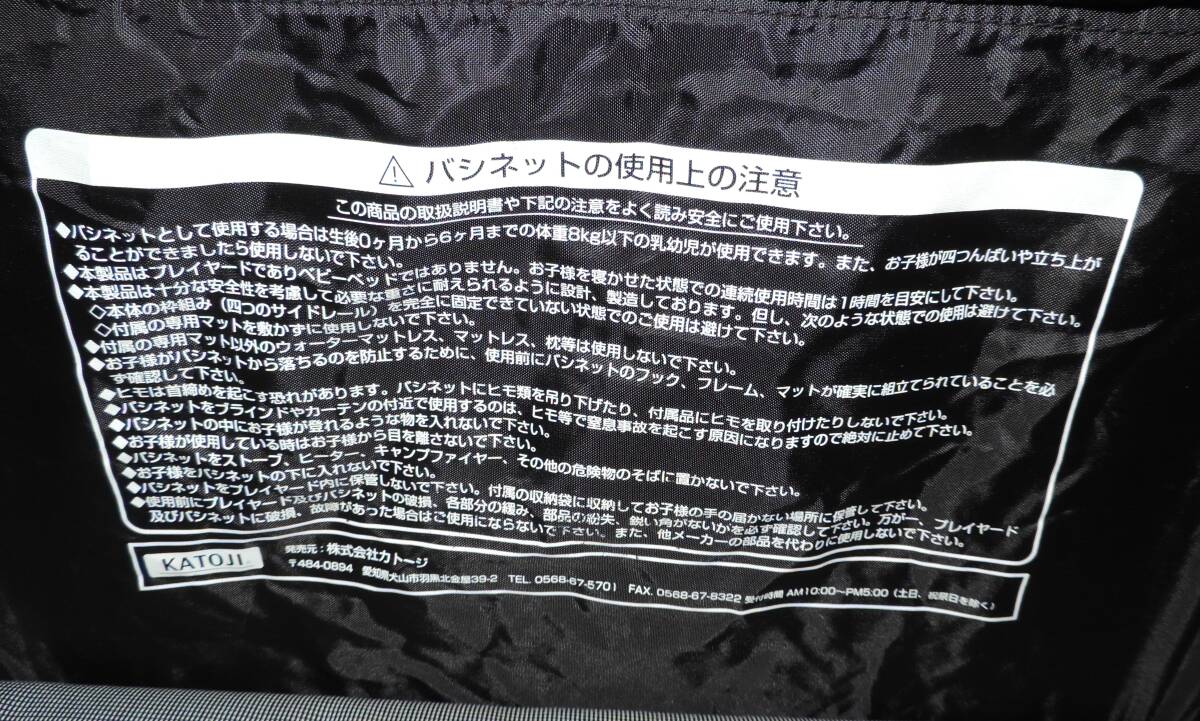 ⚠ バシネットの使用上の注意
この商品の取扱説明書や下記の注意をよく読み安全にご使用下さい。
◆バシネットとして使用する場合は生後0ヶ月から6ヶ月までの体重8kg以下の乳幼児が使用できます。また、お子様が四つんばいや立ち上が
ることができましたら使用しないで下さい。
◆本製品はプレイヤードでありベビーベッドではありません。お子様を寝かせた状態での連続使用時間は1時間を目安にして下さい。
◆本製品は十分な安全性を考慮して必要な重さに耐えられるように設計、製造しております。但し、次のような状態での使用は避けて下さい。
◇本体の枠組み（四つのサイドレール）を完全に固定できていない状態でのご使用は避けて下さい。
◇付属の専用マットを敷かずに使用しないで下さい。
◆付属の専用マット以外のウォーターマットレス、マットレス、枕等は使用しないで下さい。
◆お子様がバシネットから落ちるのを防止するために、使用前にバシネットのフック、フレーム、マットが確実に組立てられていることを必
ず確認して下さい。
◆ヒモは首締めを起こす恐れがあります。バシネットにヒモ類を吊り下げたり、付属品にヒモを取り付けたりしないで下さい。
◆バシネットをブラインドやカーテンの付近で使用するのは、ヒモ等で窒息事故を起こす原因になりますので絶対に止めて下さい。
◆バシネットの中にお子様が登れるような物を入れないで下さい。
◆お子様が使用している時はお子様から目を離さないで下さい。
◆バシネットをストーブ、ヒーター、キャンプファイヤー、その他の危険物のそばに置かないで下さい。
◆お子様をバシネットの下に入れないで下さい。
◆バシネットをプレイヤード内に保管しないで下さい。付属の収納袋に収納してお子様の手の届かない場所に保管して下さい。
◆使用前にプレイヤード及びバシネットの破損、各部分の緩み、部品の紛失、鋭い角がないかを必ず確認して下さい。万が一、プレイヤード
及びバシネットに破損、故障があった場合はご使用にならないで下さい。また、他メーカーの部品を代わりに使用しないで下さい。
KATOJI
発売元：株式会社カトージ
〒484-0894 愛知県犬山市羽黒北金屋39-2 TEL. 0568-67-5701 FAX. 0568-67-8322 受付時間 AM10:00〜PM5:00（土日、祝祭日を除く）